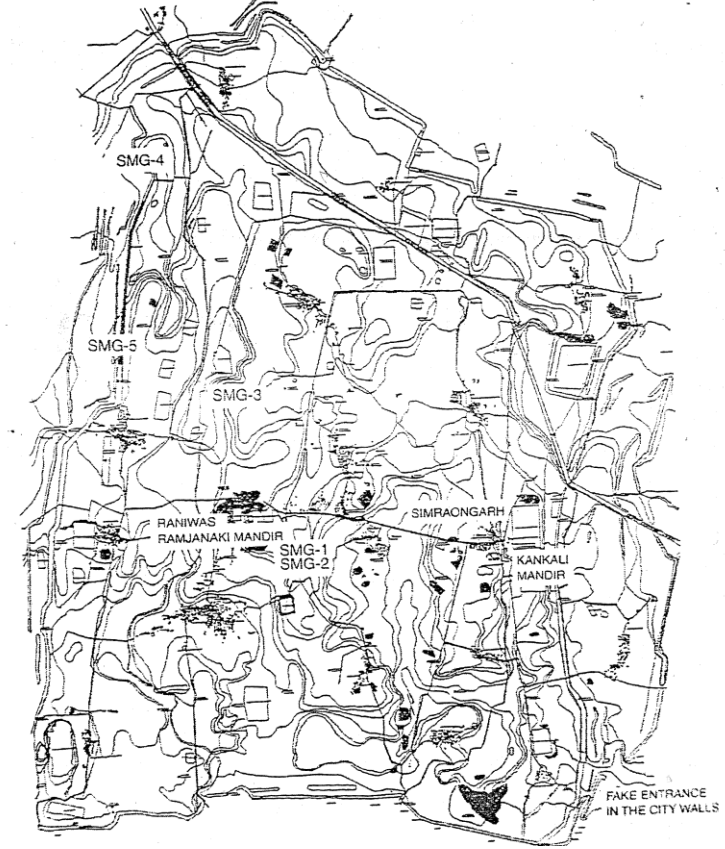 SMG-4
SMG-5
SMG-3
SIMRAONGARH
RANIWAS
RAMJANAKI MANDIR
SMG-1
SMG-2
KANKALI
MANDIR
FAKE ENTRANCE
IN THE CITY WALLS